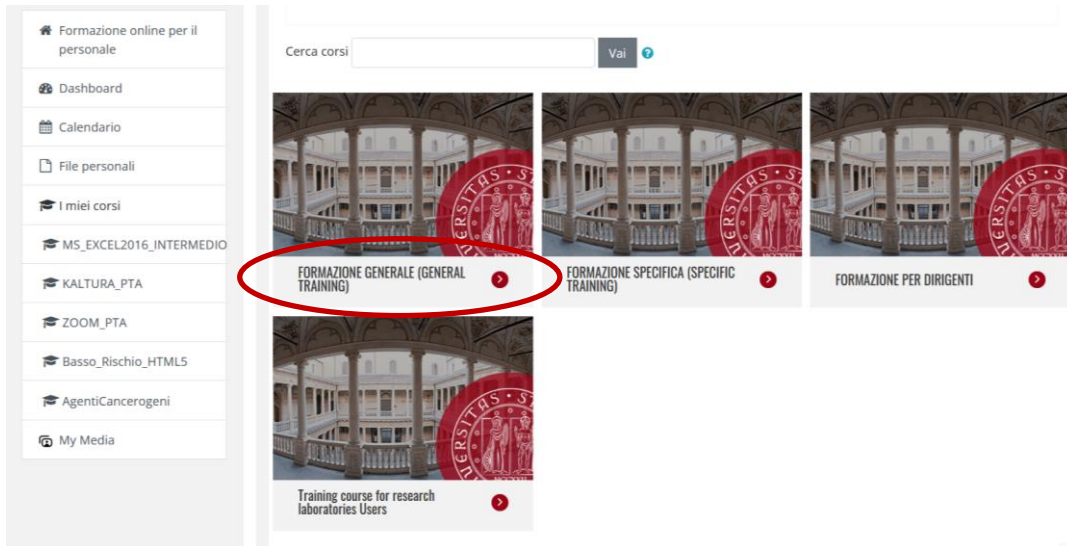 Formazione online per il
personale
Dashboard
Calendario
File personali
I miei corsi
MS_EXCEL2016_INTERMEDIO
KALTURA_PTA
ZOOM_PTA
Basso_Rischio_HTML5
AgentiCancerogeni
My Media
Cerca corsi
Vai
FORMAZIONE GENERALE (GENERAL
TRAINING)
FORMAZIONE SPECIFICA (SPECIFIC
TRAINING)
FORMAZIONE PER DIRIGENTI
Training course for research
laboratories Users